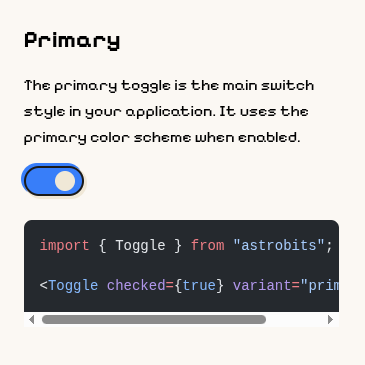 Primary
The primary toggle is the main switch
style in your application. It uses the
primary color scheme when enabled.
import { Toggle } from "astrobits";
<Toggle checked={true} variant="prim